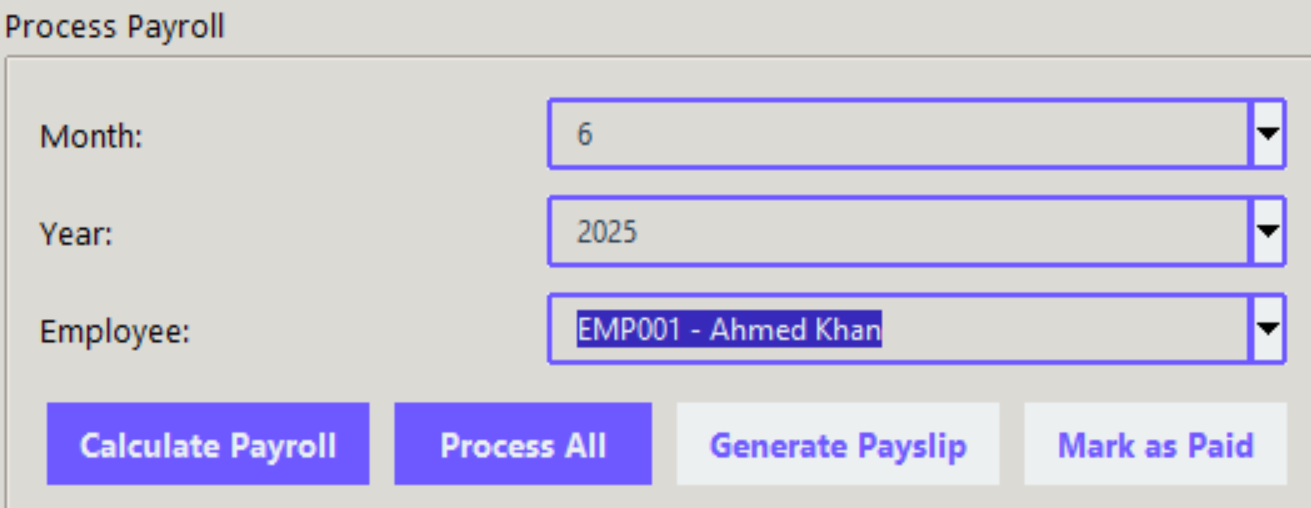 Process Payroll
Month: 6
Year: 2025
Employee: EMP001 - Ahmed Khan
Calculate Payroll Process All Generate Payslip Mark as Paid